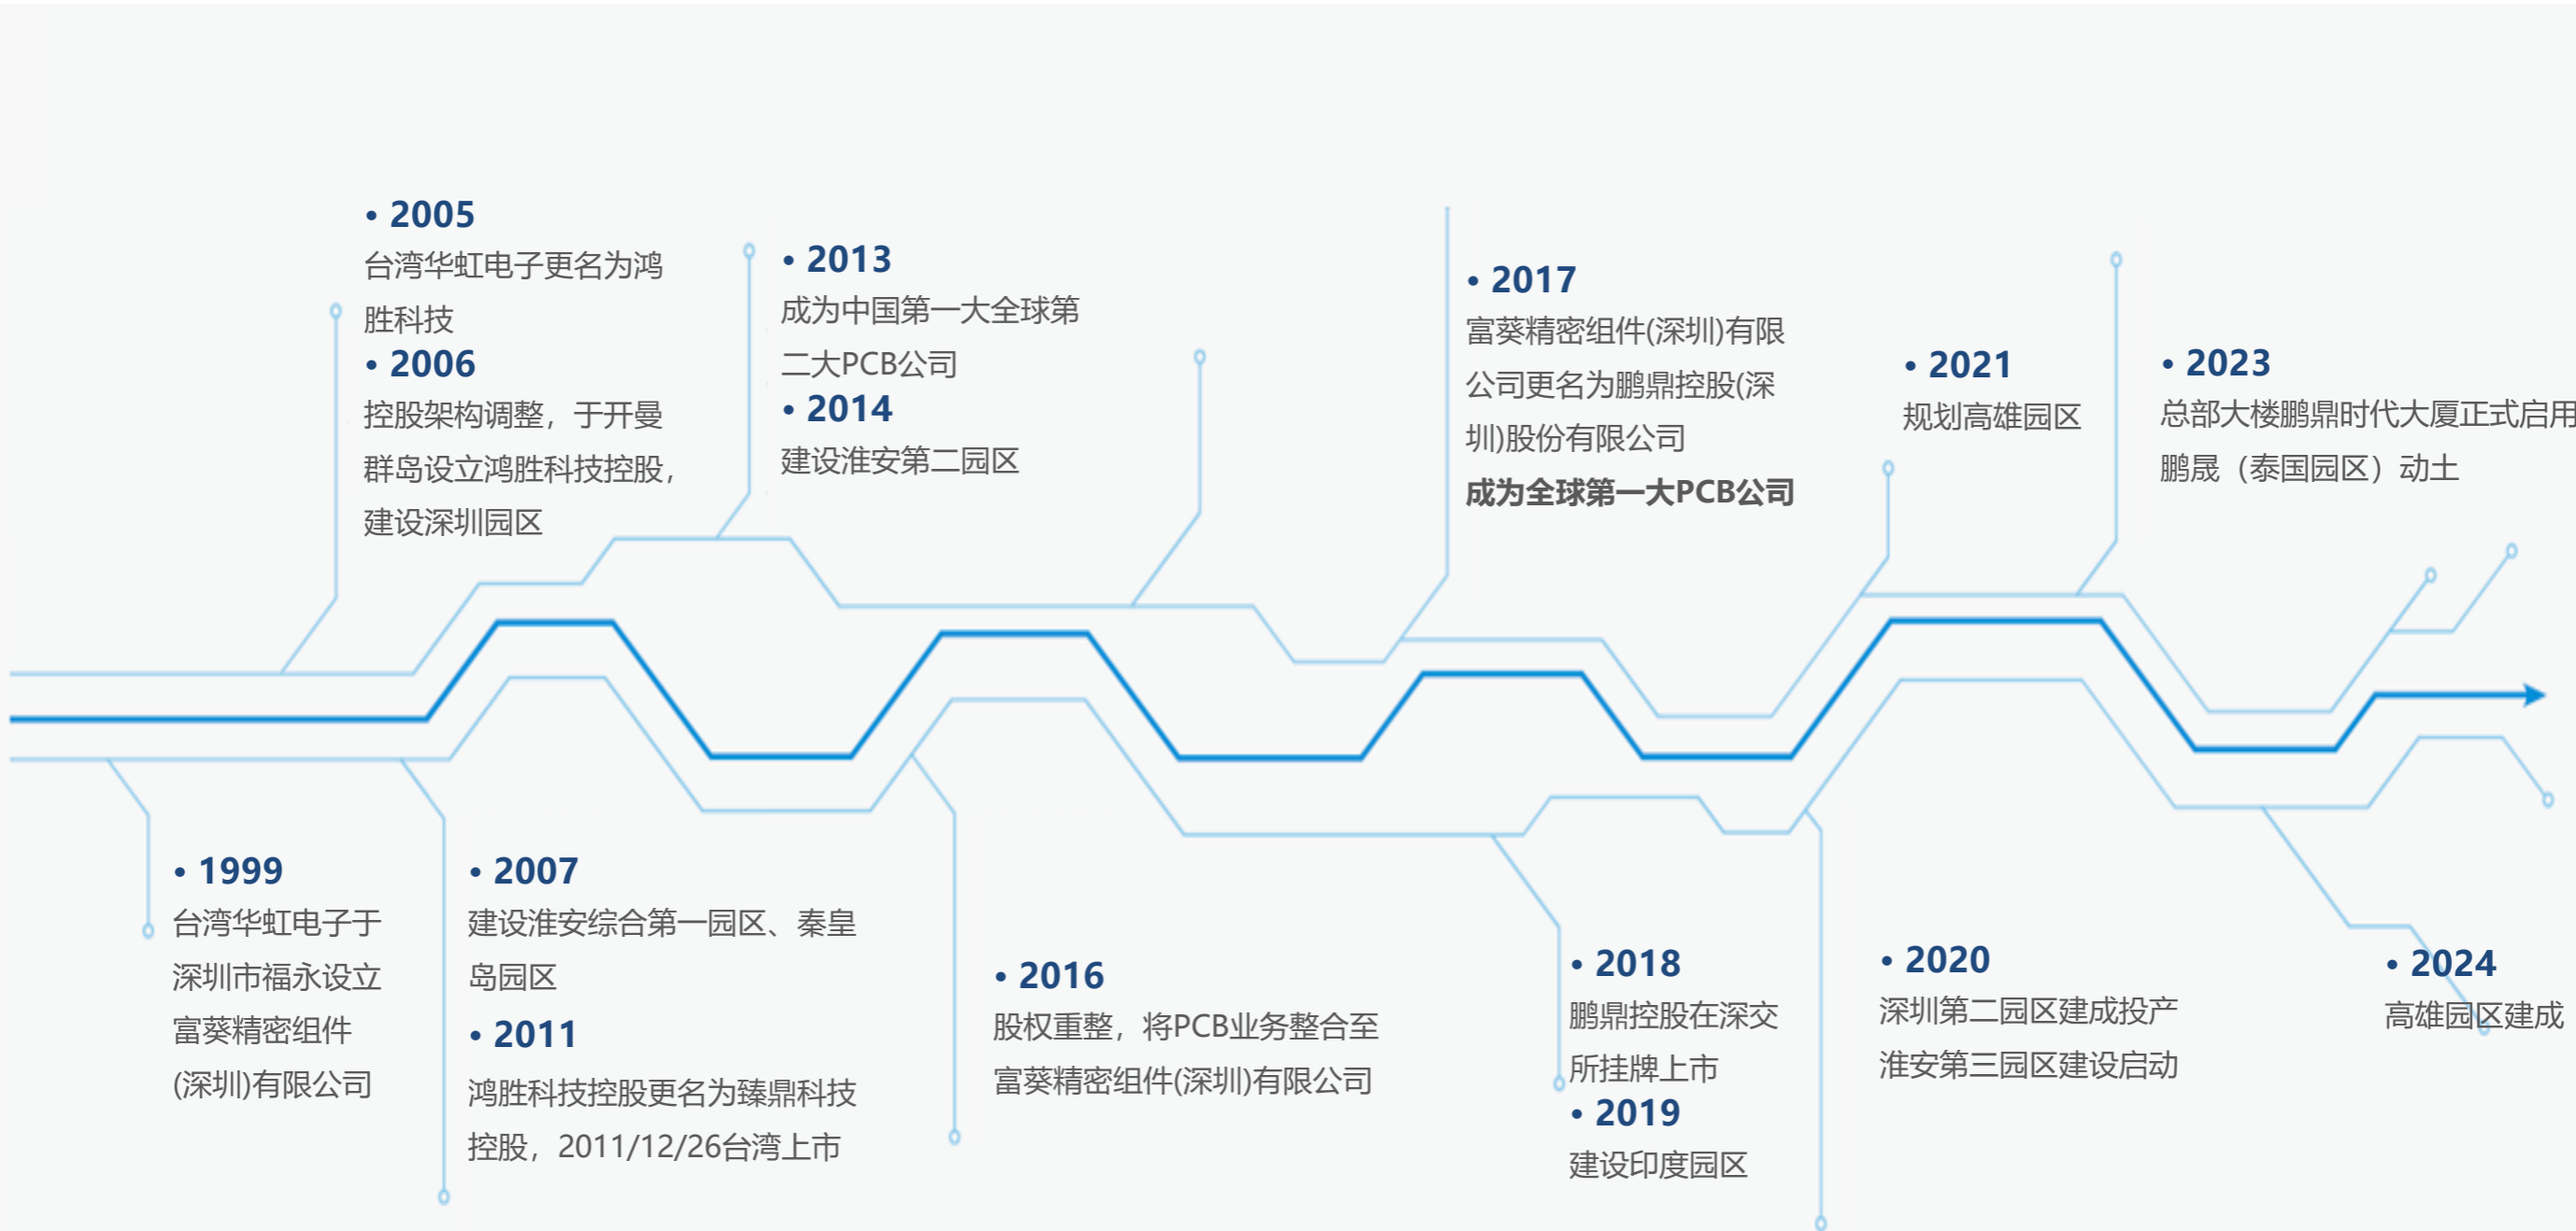 • 2005
台湾华虹电子更名为鸿
胜科技
• 2006
控股架构调整，于开曼
群岛设立鸿胜科技控股，
建设深圳园区
• 2013
成为中国第一大全球第
二大PCB公司
• 2014
建设淮安第二园区
• 2017
富葵精密组件(深圳)有限
公司更名为鹏鼎控股(深
圳)股份有限公司
成为全球第一大PCB公司
• 2021
规划高雄园区
• 2023
总部大楼鹏鼎时代大厦正式启用
鹏晟（泰国园区）动土
• 1999
台湾华虹电子于
深圳市福永设立
富葵精密组件
(深圳)有限公司
• 2007
建设淮安综合第一园区、秦皇
岛园区
• 2011
鸿胜科技控股更名为臻鼎科技
控股，2011/12/26台湾上市
• 2016
股权重整，将PCB业务整合至
富葵精密组件(深圳)有限公司
• 2018
鹏鼎控股在深交
所挂牌上市
• 2019
建设印度园区
• 2020
深圳第二园区建成投产
淮安第三园区建设启动
• 2024
高雄园区建成